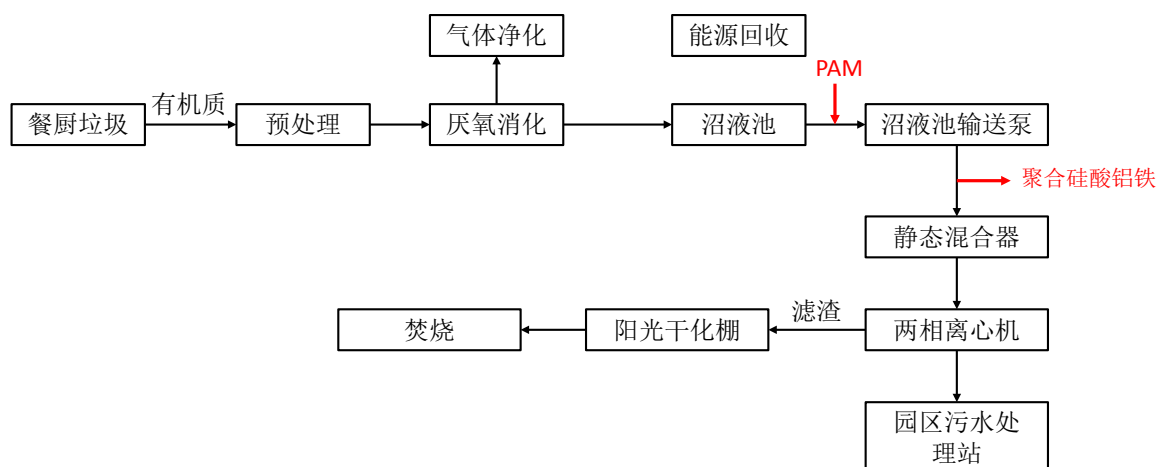 气体净化
能源回收
PAM
餐厨垃圾
有机质
预处理
厌氧消化
沼液池
沼液池输送泵
聚合硅酸铝铁
静态混合器
焚烧
阳光干化棚
滤渣
两相离心机
园区污水处
理站